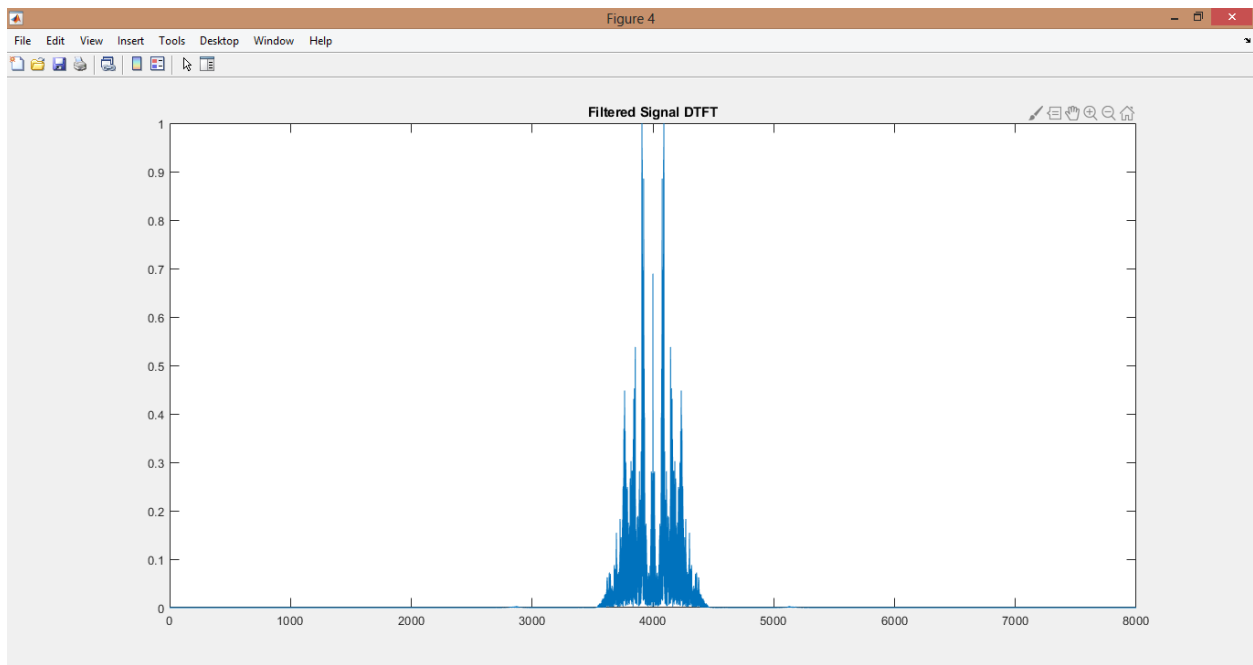 Figure 4
File Edit View Insert Tools Desktop Window Help
Filtered Signal DTFT
1
0.9
0.8
0.7
0.6
0.5
0.4
0.3
0.2
0.1
0
0 1000 2000 3000 4000 5000 6000 7000 8000